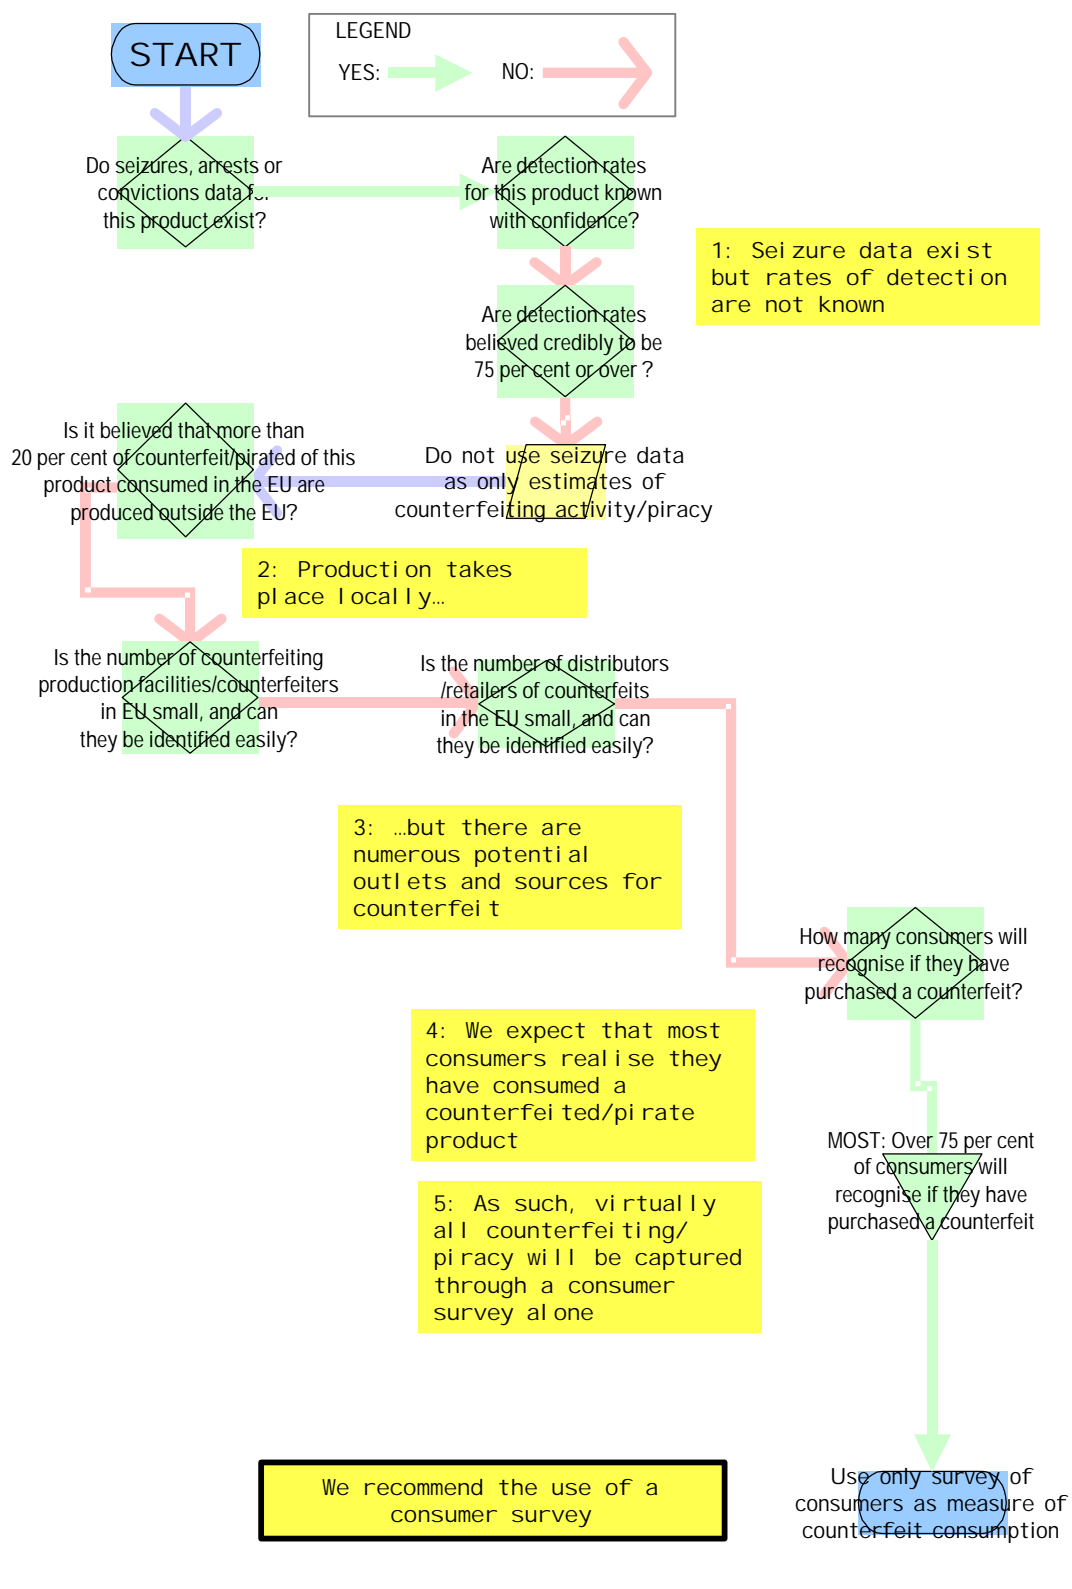 START
LEGEND
YES:
NO:
Do seizures, arrests or
convictions data for
this product exist?
Are detection rates
for this product known
with confidence?
1: Seizure data exist
but rates of detection
are not known
Are detection rates
believed credibly to be
75 per cent or over ?
Is it believed that more than
20 per cent of counterfeit/pirated of this
product consumed in the EU are
produced outside the EU?
Do not use seizure data
as only estimates of
counterfeiting activity/piracy
2: Production takes
place locally…
Is the number of counterfeiting
production facilities/counterfeiters
in EU small, and can
they be identified easily?
Is the number of distributors
/retailers of counterfeits
in the EU small, and can
they be identified easily?
3: …but there are
numerous potential
outlets and sources for
counterfeit
How many consumers will
recognise if they have
purchased a counterfeit?
4: We expect that most
consumers realise they
have consumed a
counterfeited/pirate
product
MOST: Over 75 per cent
of consumers will
recognise if they have
purchased a counterfeit
5: As such, virtually
all counterfeiting/
piracy will be captured
through a consumer
survey alone
We recommend the use of a
consumer survey
Use only survey of
consumers as measure of
counterfeit consumption